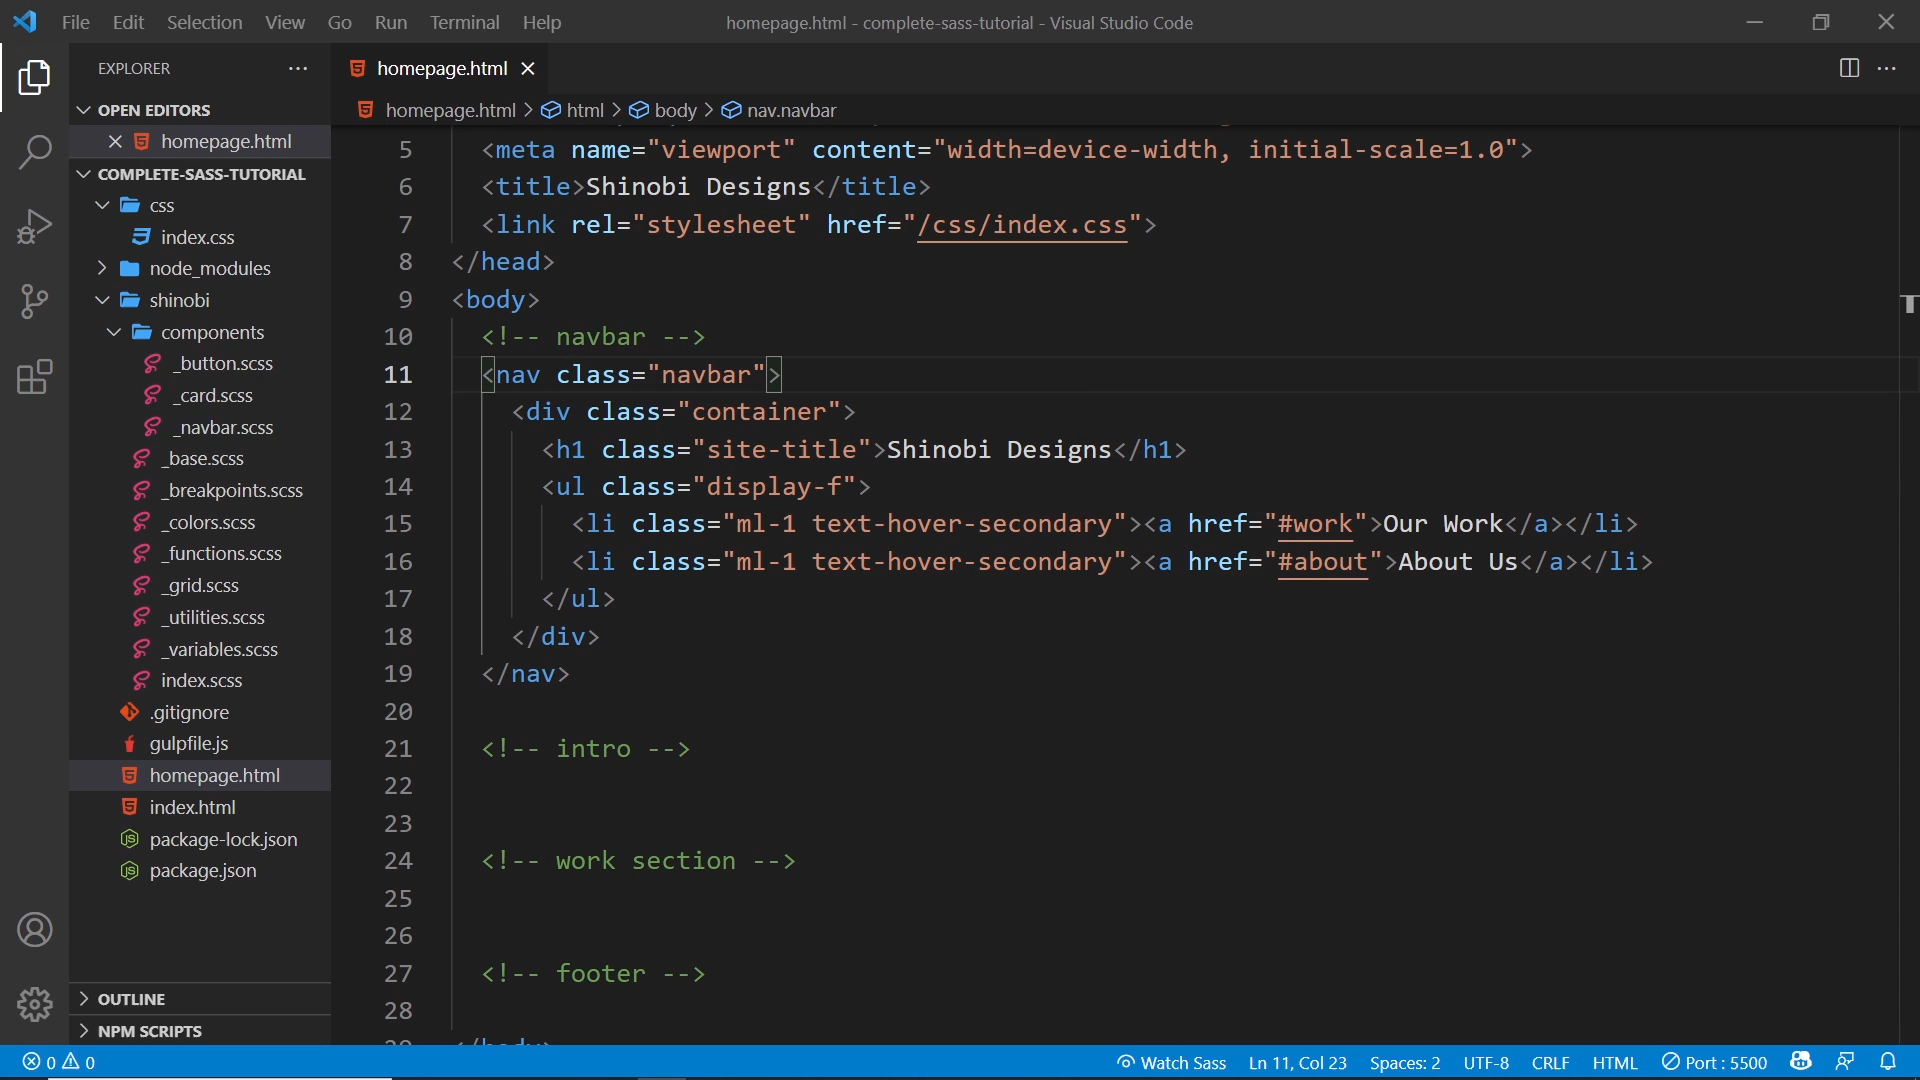 File Edit Selection View Go Run Terminal Help
homepage.html - complete-sass-tutorial - Visual Studio Code
EXPLORER
OPEN EDITORS
homepage.html
COMPLETE-SASS-TUTORIAL
css
index.css
node_modules
shinobi
components
_button.scss
_card.scss
_navbar.scss
_base.scss
_breakpoints.scss
_colors.scss
_functions.scss
_grid.scss
_utilities.scss
_variables.scss
index.scss
.gitignore
gulpfile.js
homepage.html
index.html
package-lock.json
package.json
OUTLINE
NPM SCRIPTS
homepage.html
homepage.html > html > body > nav.navbar
5 <meta name="viewport" content="width=device-width, initial-scale=1.0">
6 <title>Shinobi Designs</title>
7 <link rel="stylesheet" href="/css/index.css">
8 </head>
9 <body>
10 <!-- navbar -->
11 <nav class="navbar">
12 <div class="container">
13 <h1 class="site-title">Shinobi Designs</h1>
14 <ul class="display-f">
15 <li class="ml-1 text-hover-secondary"><a href="#work">Our Work</a></li>
16 <li class="ml-1 text-hover-secondary"><a href="#about">About Us</a></li>
17 </ul>
18 </div>
19 </nav>
20
21 <!-- intro -->
22
23
24 <!-- work section -->
25
26
27 <!-- footer -->
28
0 0
Watch Sass Ln 11, Col 23 Spaces: 2 UTF-8 CRLF HTML Port : 5500